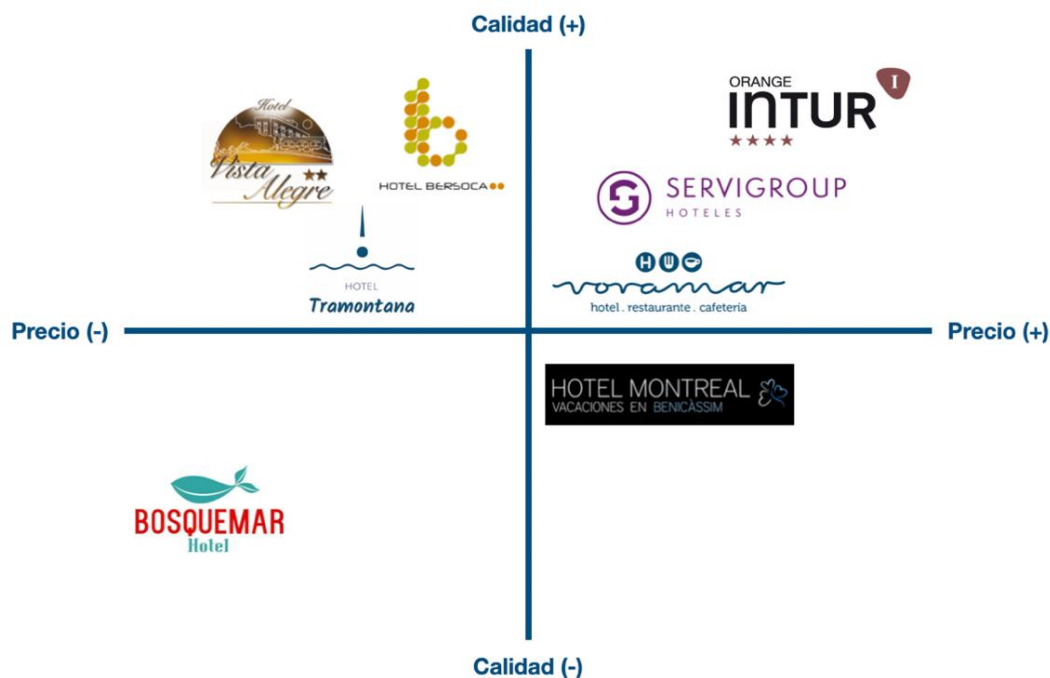 Calidad (+)
Hotel
Vista
Alegre
HOTEL BERSOCA
ORANGE
INTUR
I
SERVIGROUP
HOTELES
HOTEL
Tramontana
H
voramar
hotel . restaurante . cafetería
Precio (-)
Precio (+)
HOTEL MONTREAL
VACACIONES EN BENICÀSSIM
BOSQUEMAR
Hotel
Calidad (-)